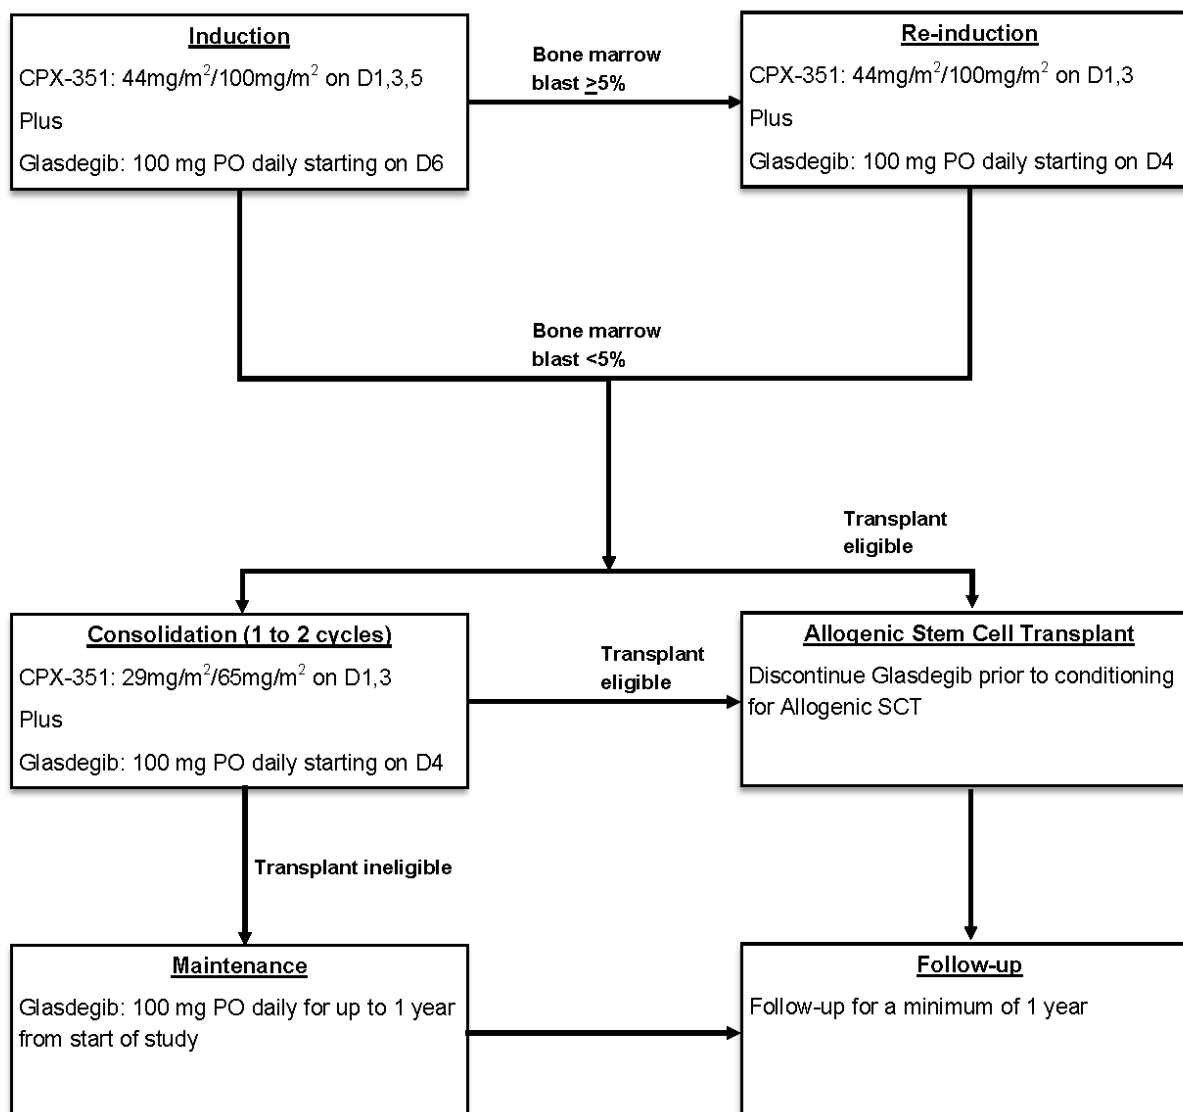 Induction
CPX-351: 44mg/m²/100mg/m² on D1,3,5
Plus
Glasdegib: 100 mg PO daily starting on D6
Bone marrow
blast ≥5%
Re-induction
CPX-351: 44mg/m²/100mg/m² on D1,3
Plus
Glasdegib: 100 mg PO daily starting on D4
Bone marrow
blast <5%
Transplant
eligible
Consolidation (1 to 2 cycles)
CPX-351: 29mg/m²/65mg/m² on D1,3
Plus
Glasdegib: 100 mg PO daily starting on D4
Transplant
eligible
Allogenic Stem Cell Transplant
Discontinue Glasdegib prior to conditioning
for Allogenic SCT
Transplant ineligible
Maintenance
Glasdegib: 100 mg PO daily for up to 1 year
from start of study
Follow-up
Follow-up for a minimum of 1 year